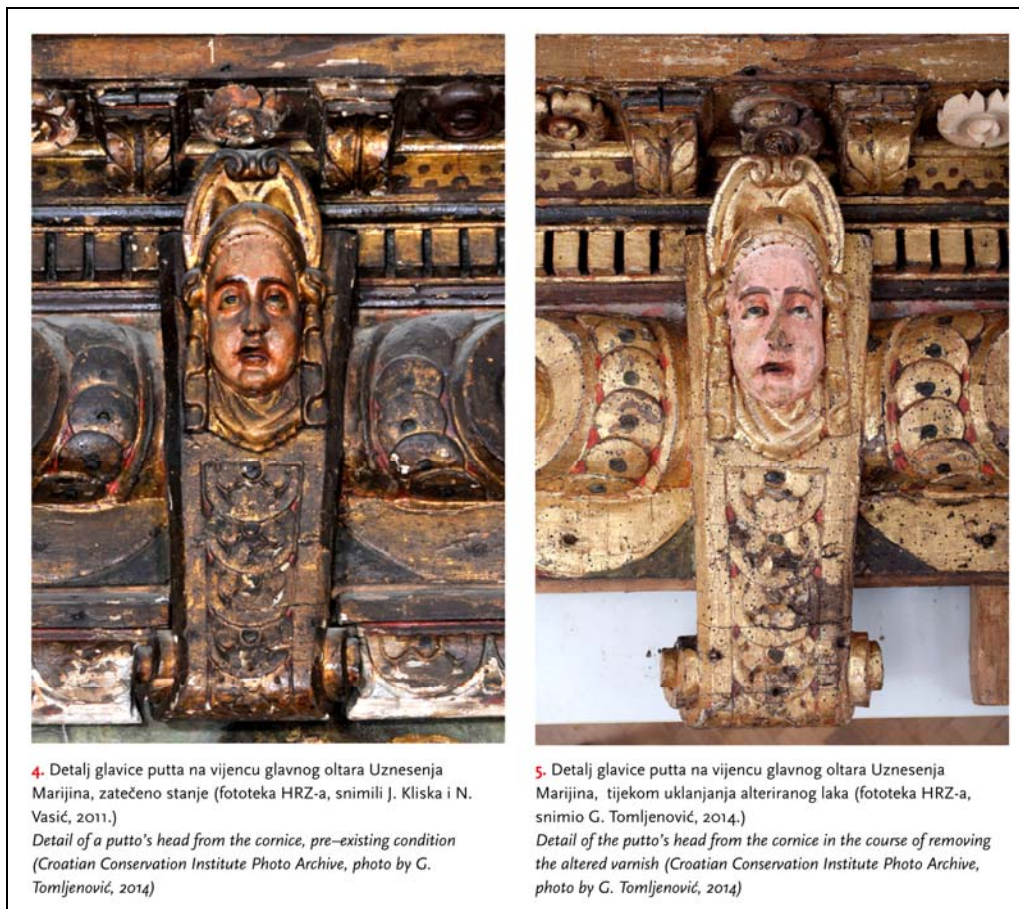 4. Detalj glavice putta na vijencu glavnog oltara Uznesenja
Marijina, zatečeno stanje (fototeka HRZ-a, snimili J. Kliska i N.
Vasić, 2011.)
Detail of a putto's head from the cornice, pre–existing condition
(Croatian Conservation Institute Photo Archive, photo by G.
Tomljenović, 2014)
5. Detalj glavice putta na vijencu glavnog oltara Uznesenja
Marijina, tijekom uklanjanja alteriranog laka (fototeka HRZ-a,
snimio G. Tomljenović, 2014.)
Detail of the putto's head from the cornice in the course of removing
the altered varnish (Croatian Conservation Institute Photo Archive,
photo by G. Tomljenović, 2014)